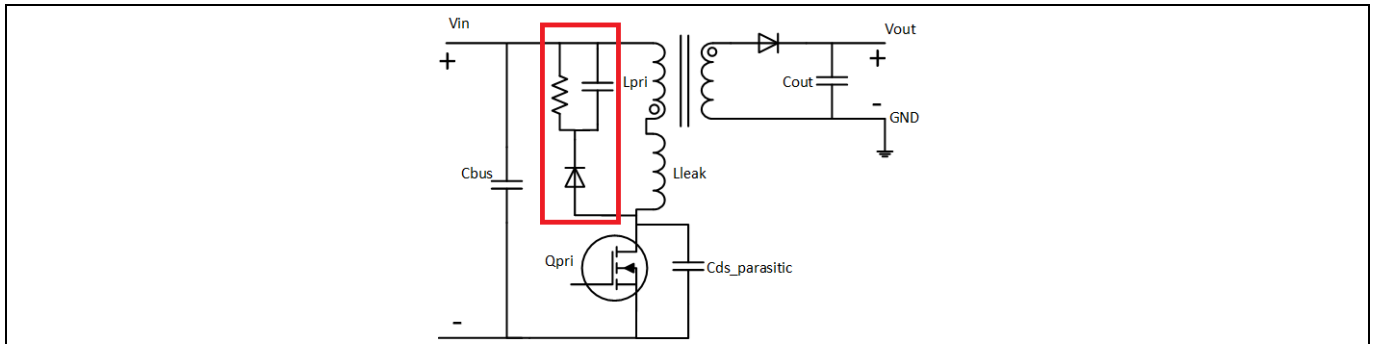 Vin
Vout
+
+
Lpri
Cout
-
GND
Cbus
Lleak
Qpri
Cds_parasitic
-